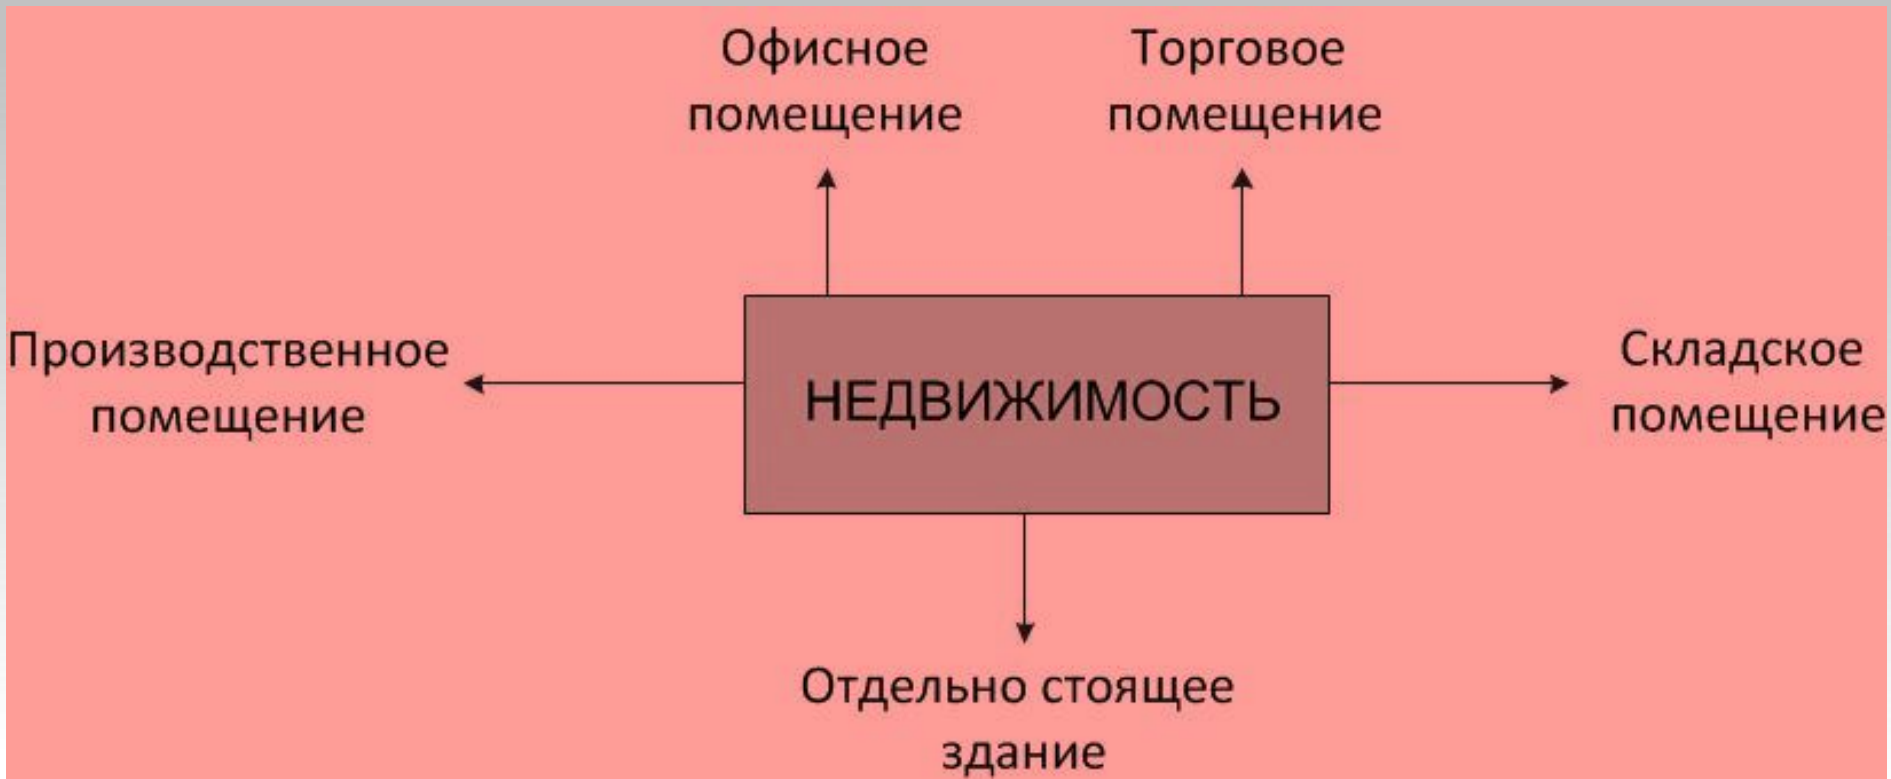 Офисное
помещение
Торговое
помещение
Производственное
помещение
НЕДВИЖИМОСТЬ
Складское
помещение
Отдельно стоящее
здание